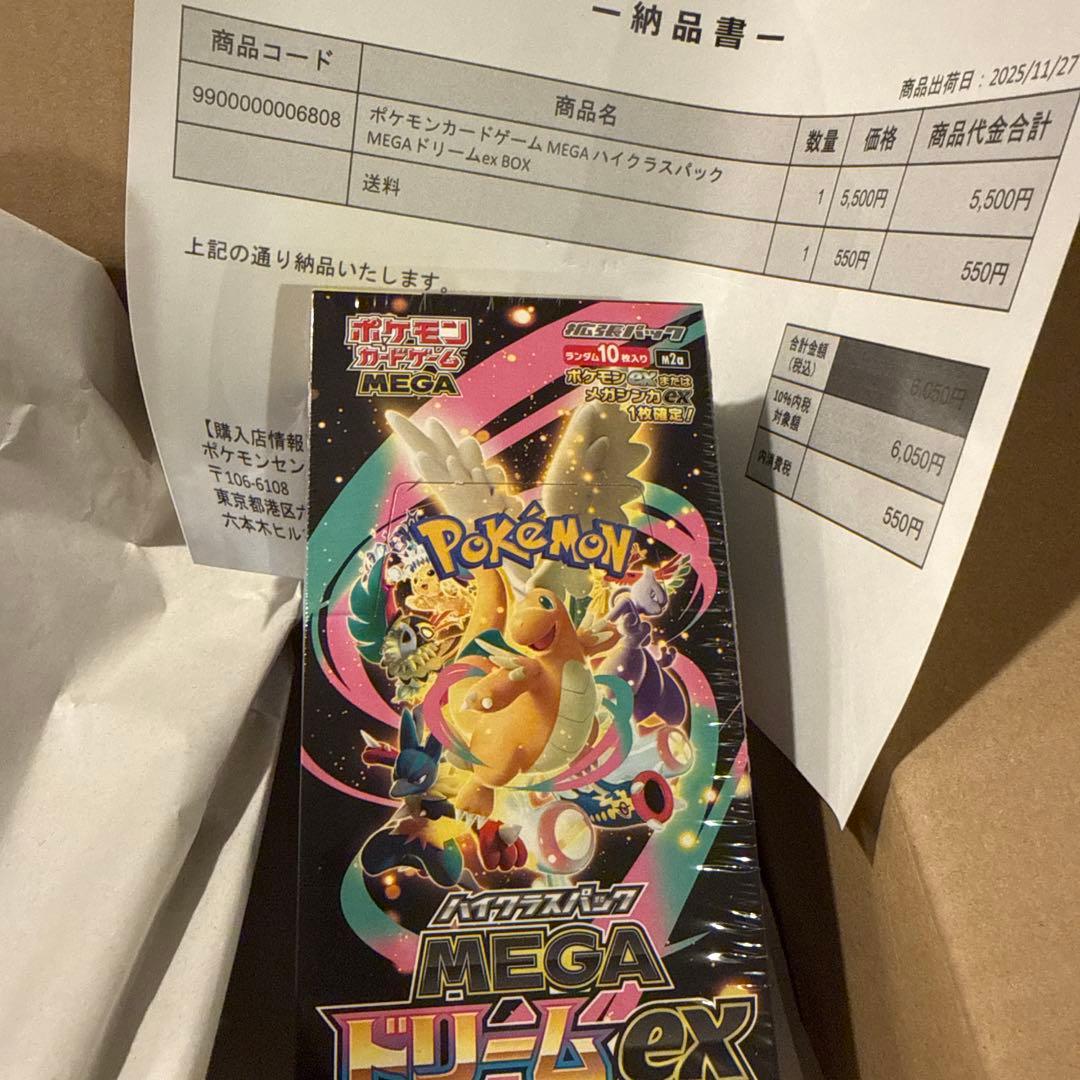 ー納品書ー
商品出荷日：2025/11/27
商品コード 商品名 数量 価格 商品代金合計
9900000006808 ポケモンカードゲーム MEGA ハイクラスパック
MEGAドリームex BOX 1 5,500円 5,500円
送料 1 550円 550円
上記の通り納品いたします。
合計金額
（税込） 6,050円
10%内税
対象額 6,050円
内消費税 550円
【購入店情報
ポケモンセン
〒106-6108
東京都港区六
六本木ヒル
ポケモン
カードゲーム
MEGA
拡張パック
ランダム10枚入り M2a
ポケモンexまたは
メガシンカex
1枚確定!!
POKÉMON
ハイクラスパック
MEGA
ドリームex